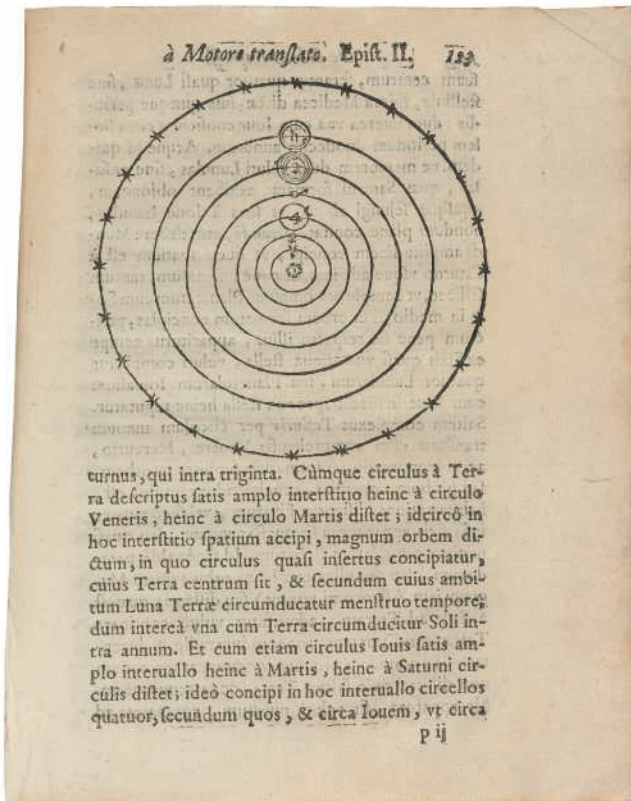 à Motore translato. Epist. II. 133
turnus, qui intra triginta. Cùmque circulus à Ter-
ra descriptus satis amplo interstitio heinc à circulo
Veneris, heinc à circulo Martis distet; idcircô in
hoc interstitio spatium accipi, magnum orbem di-
ctum, in quo circulus quasi insertus concipiatur,
cuius Terra centrum sit, & secundum cuius ambi-
tum Luna Terræ circumducatur menstruo tempore;
dum intereà vna cum Terra circumducitur Soli in-
tra annum. Et cum etiam circulus Iouis satis am-
plo interuallo heinc à Martis, heinc à Saturni cir-
culis distet; ideò concipi in hoc interuallo circellos
quatuor, secundum quos, & circa Iouem, vt circa
p ij